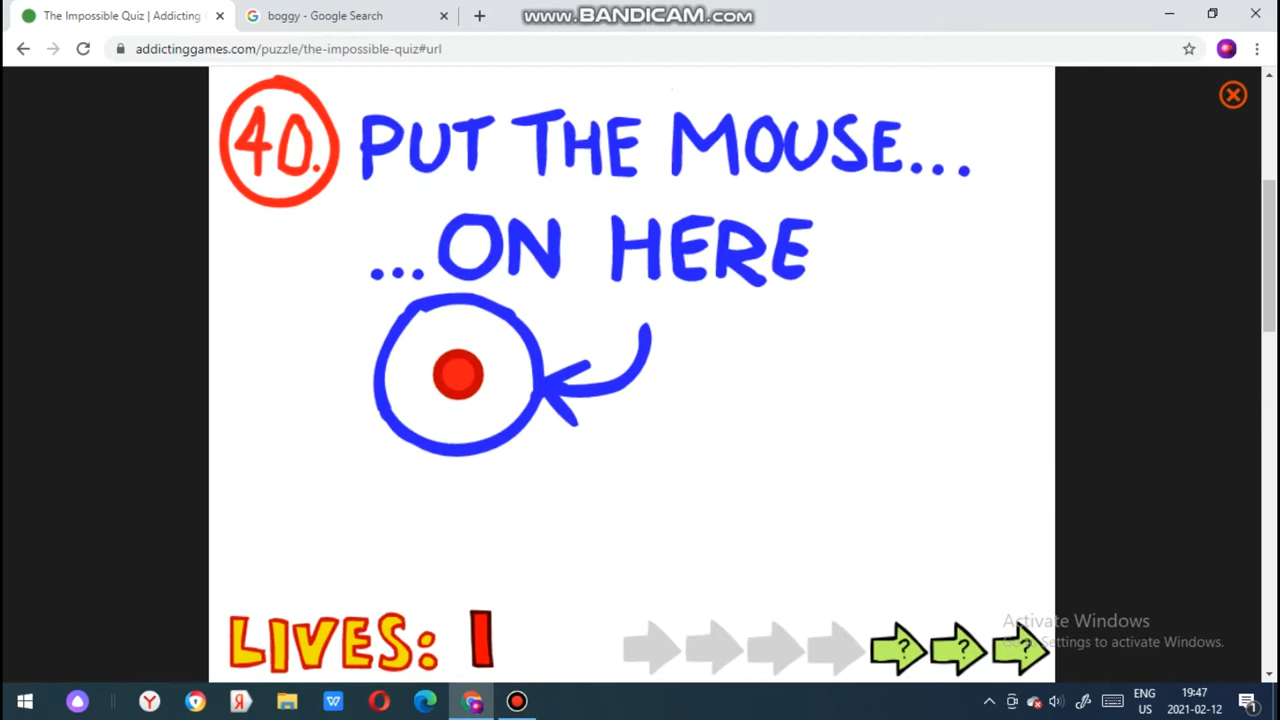 The Impossible Quiz | Addicting
boggy - Google Search
www.BANDICAM.com
addictinggames.com/puzzle/the-impossible-quiz#url
40. PUT THE MOUSE...
...ON HERE
LIVES: 1
? ? ?
Activate Windows
Go to Settings to activate Windows.
ENG
US
19:47
2021-02-12
1